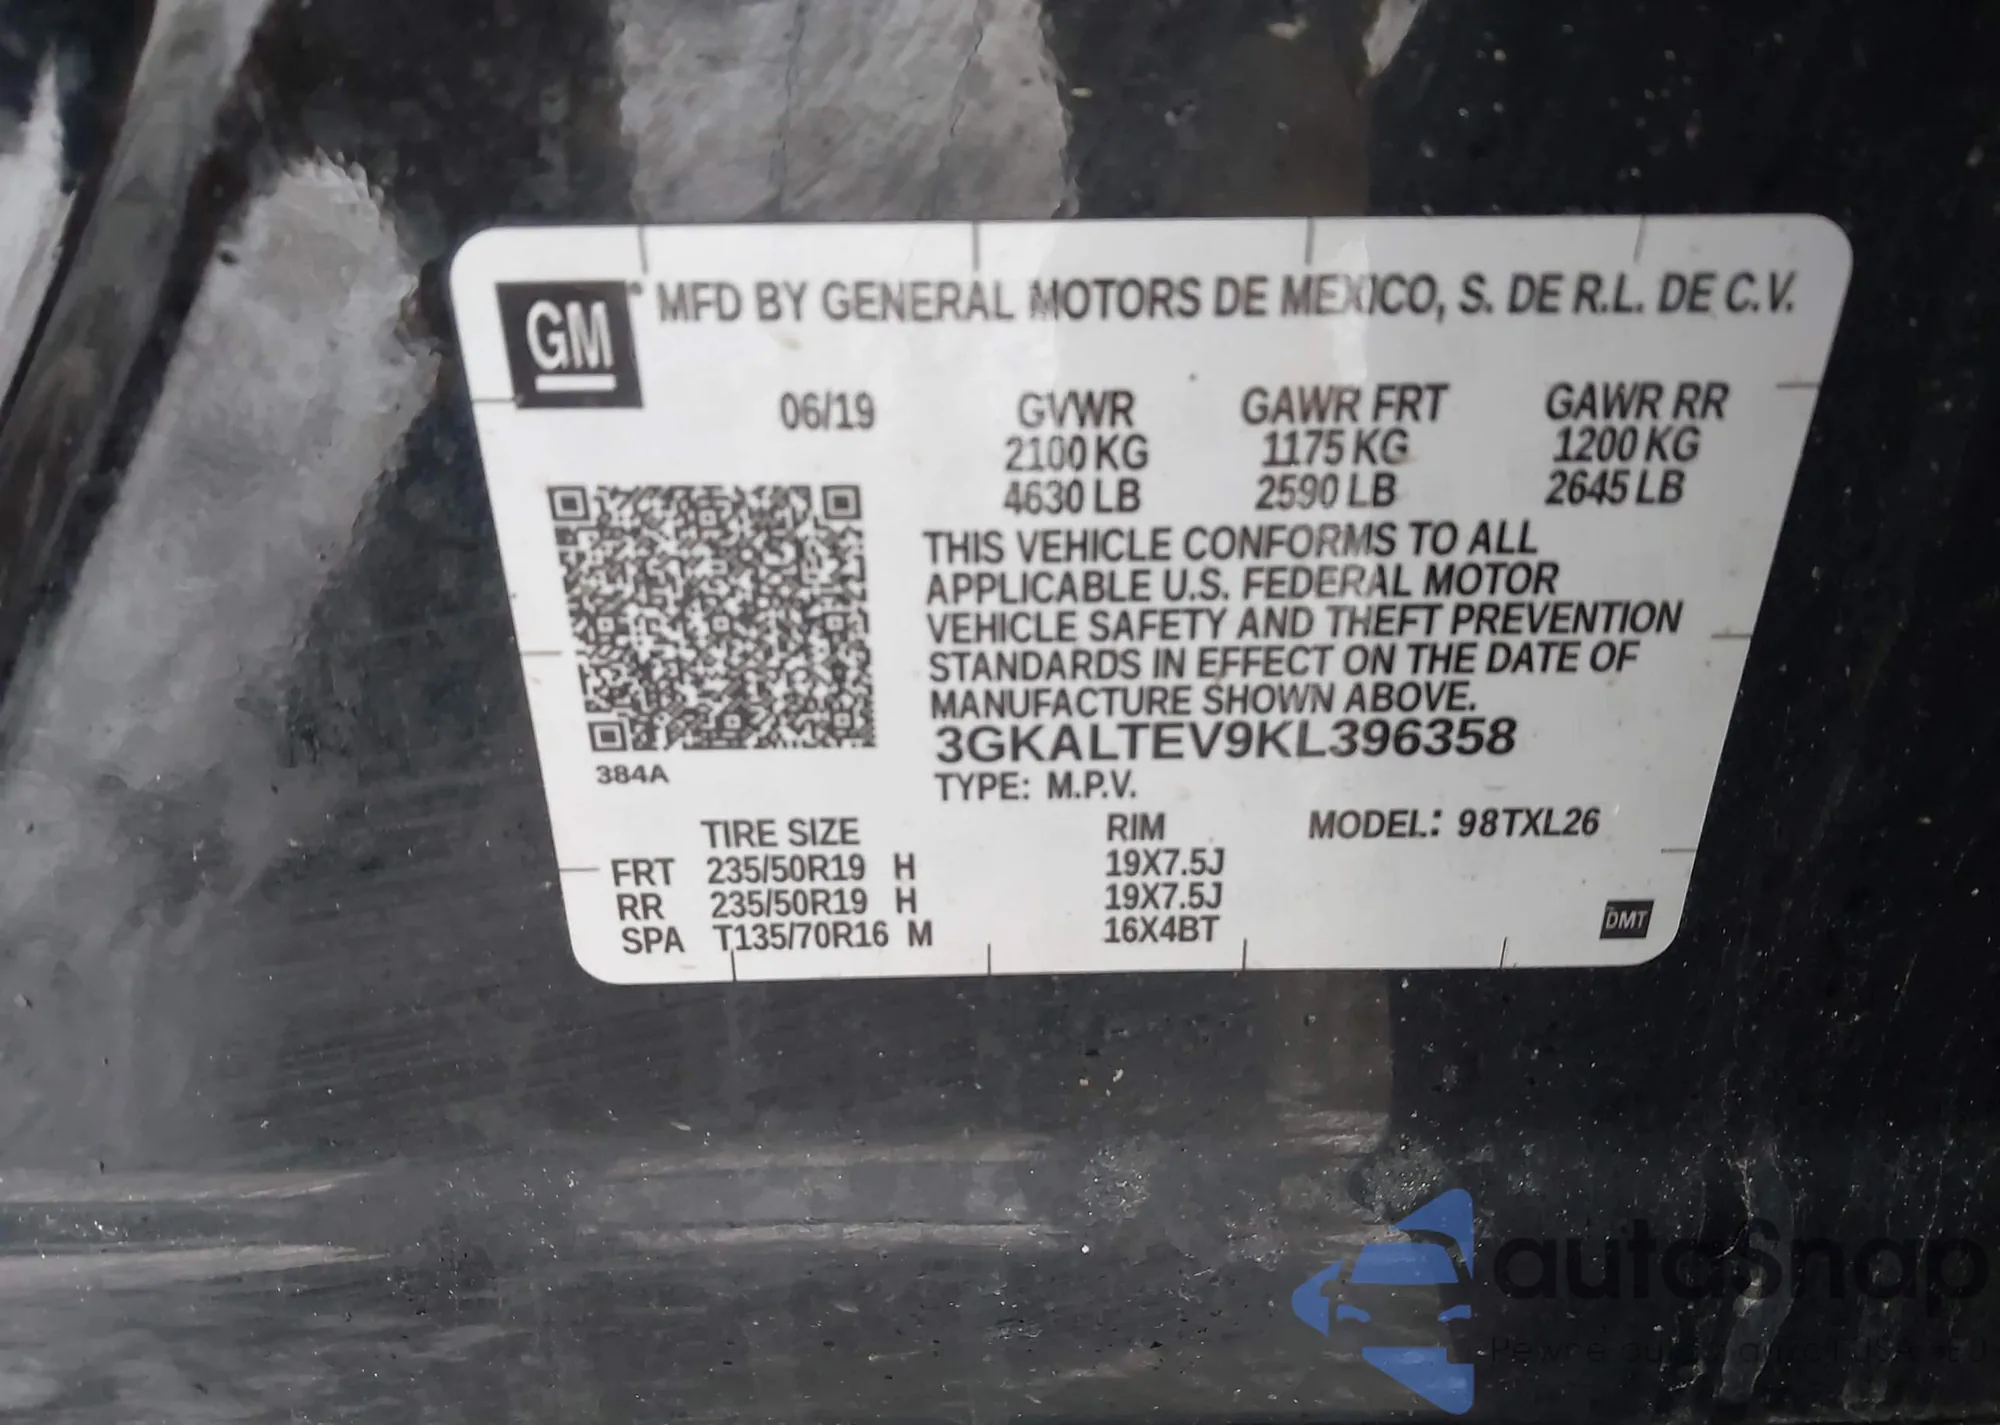 GM
MFD BY GENERAL MOTORS DE MEXICO, S. DE R.L. DE C.V.
06/19 GVWR GAWR FRT GAWR RR
2100 KG 1175 KG 1200 KG
4630 LB 2590 LB 2645 LB
THIS VEHICLE CONFORMS TO ALL
APPLICABLE U.S. FEDERAL MOTOR
VEHICLE SAFETY AND THEFT PREVENTION
STANDARDS IN EFFECT ON THE DATE OF
MANUFACTURE SHOWN ABOVE.
3GKALTEV9KL396358
384A
TYPE: M.P.V.
TIRE SIZE RIM MODEL: 98TXL26
FRT 235/50R19 H 19X7.5J
RR 235/50R19 H 19X7.5J
SPA T135/70R16 M 16X4BT
DMT
autoSnap